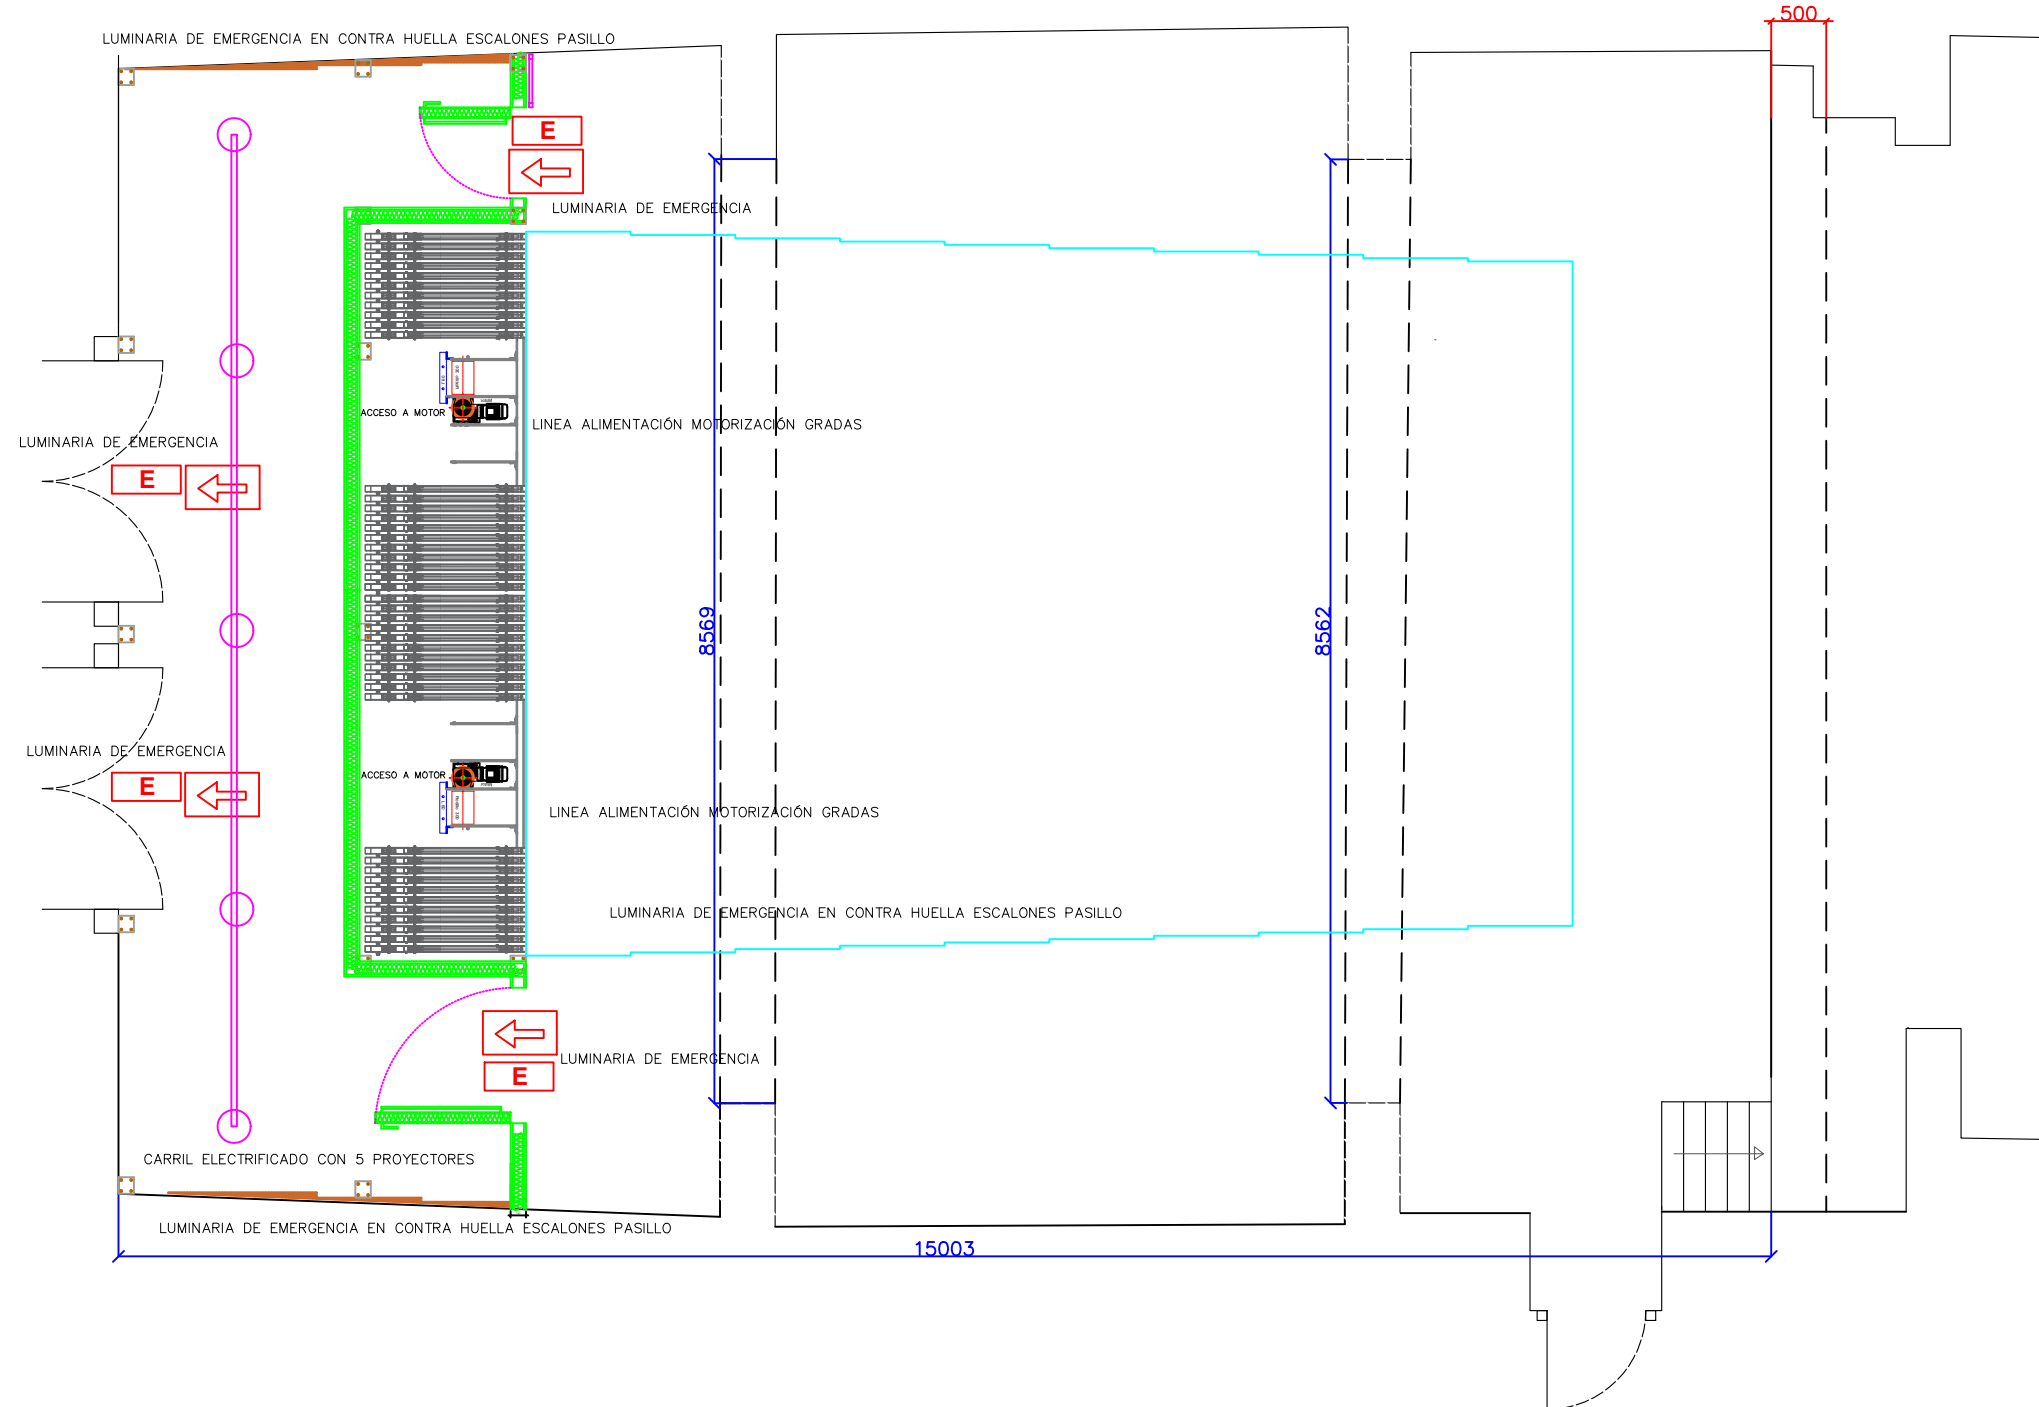 500
LUMINARIA DE EMERGENCIA EN CONTRA HUELLA ESCALONES PASILLO
E
LUMINARIA DE EMERGENCIA
ACCESO A MOTOR
LINEA ALIMENTACIÓN MOTORIZACIÓN GRADAS
LUMINARIA DE EMERGENCIA
E
8569
8562
LUMINARIA DE EMERGENCIA
ACCESO A MOTOR
E
LINEA ALIMENTACIÓN MOTORIZACIÓN GRADAS
LUMINARIA DE EMERGENCIA EN CONTRA HUELLA ESCALONES PASILLO
LUMINARIA DE EMERGENCIA
E
CARRIL ELECTRIFICADO CON 5 PROYECTORES
LUMINARIA DE EMERGENCIA EN CONTRA HUELLA ESCALONES PASILLO
15003